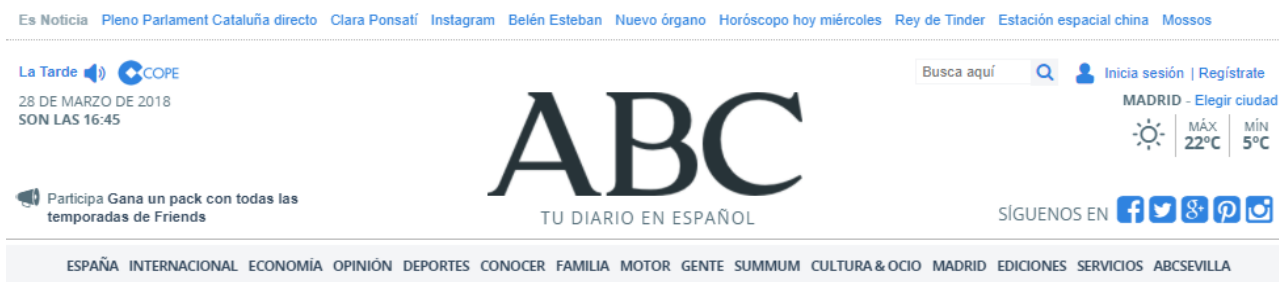 Es Noticia Pleno Parlament Cataluña directo Clara Ponsatí Instagram Belén Esteban Nuevo órgano Horóscopo hoy miércoles Rey de Tinder Estación espacial china Mossos
La Tarde COPE
Busca aquí Inicia sesión | Regístrate
28 DE MARZO DE 2018
SON LAS 16:45
MADRID - Elegir ciudad
MÁX MÍN
22ºC 5ºC
ABC
TU DIARIO EN ESPAÑOL
Participa Gana un pack con todas las
temporadas de Friends
SÍGUENOS EN
ESPAÑA INTERNACIONAL ECONOMÍA OPINIÓN DEPORTES CONOCER FAMILIA MOTOR GENTE SUMMUM CULTURA & OCIO MADRID EDICIONES SERVICIOS ABCSEVILLA